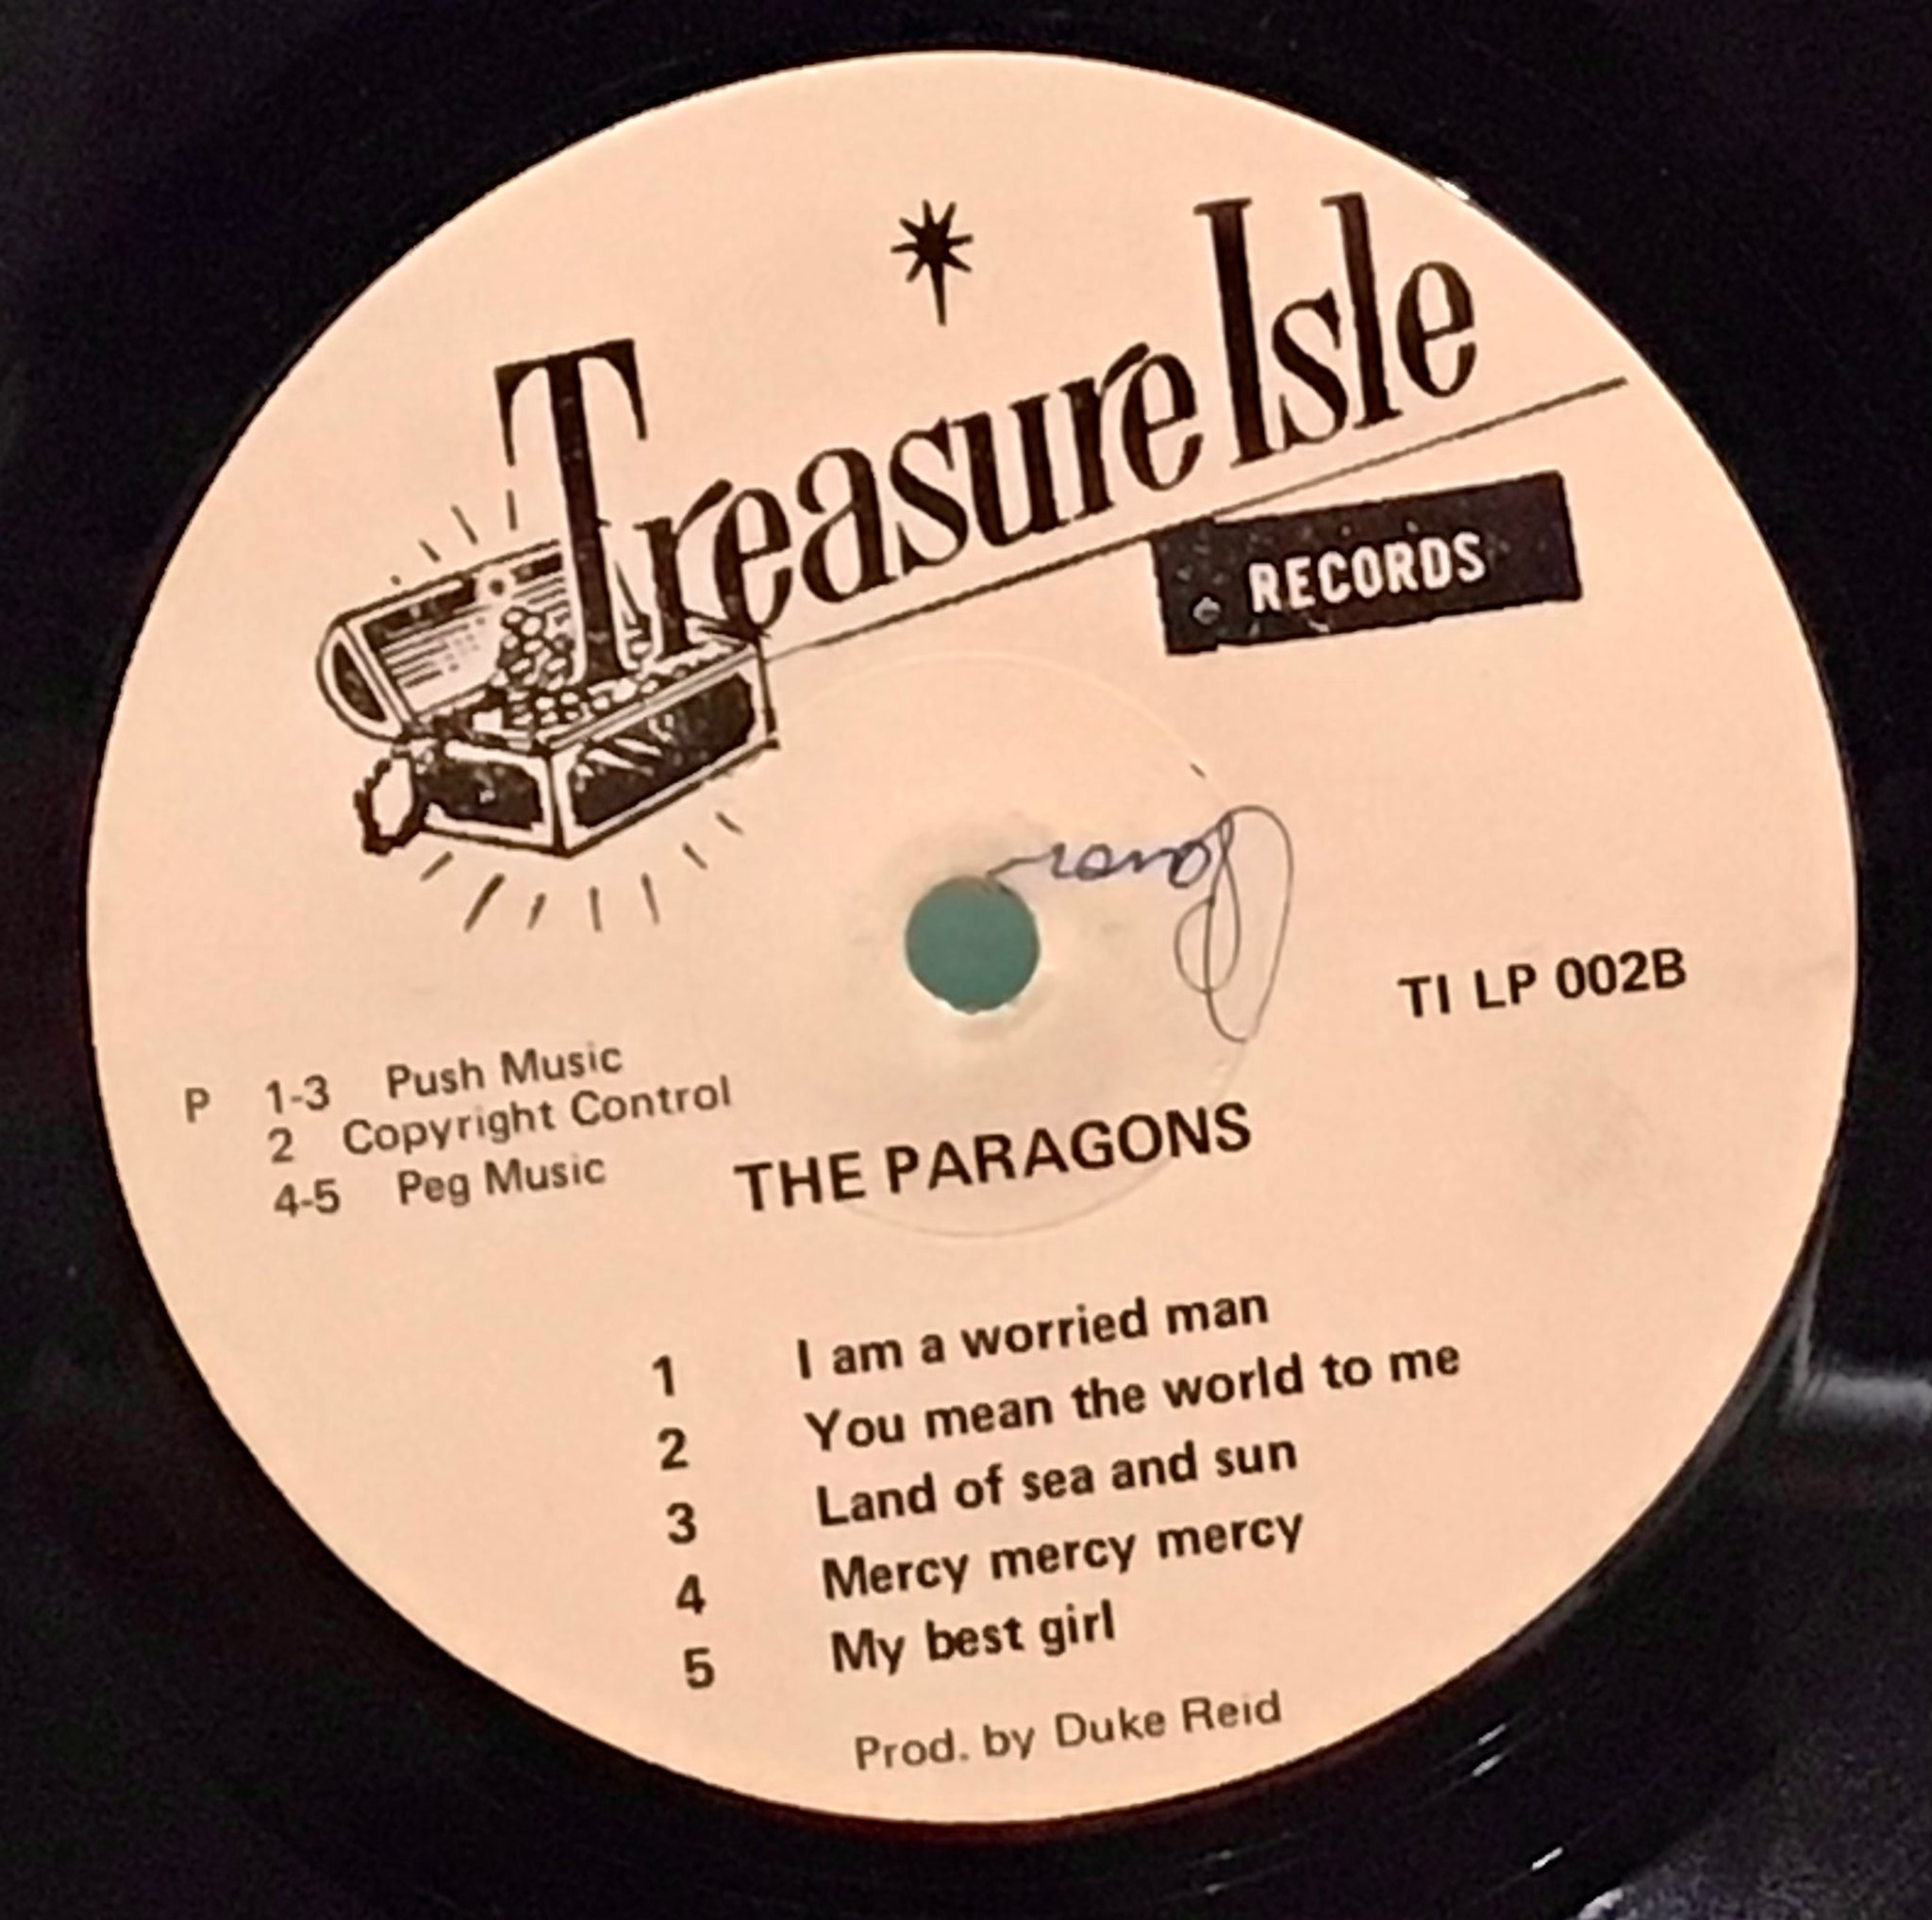 Treasure Isle
RECORDS
TI LP 002B
P 1-3 Push Music
2 Copyright Control
4-5 Peg Music
THE PARAGONS
1 I am a worried man
2 You mean the world to me
3 Land of sea and sun
4 Mercy mercy mercy
5 My best girl
Prod. by Duke Reid